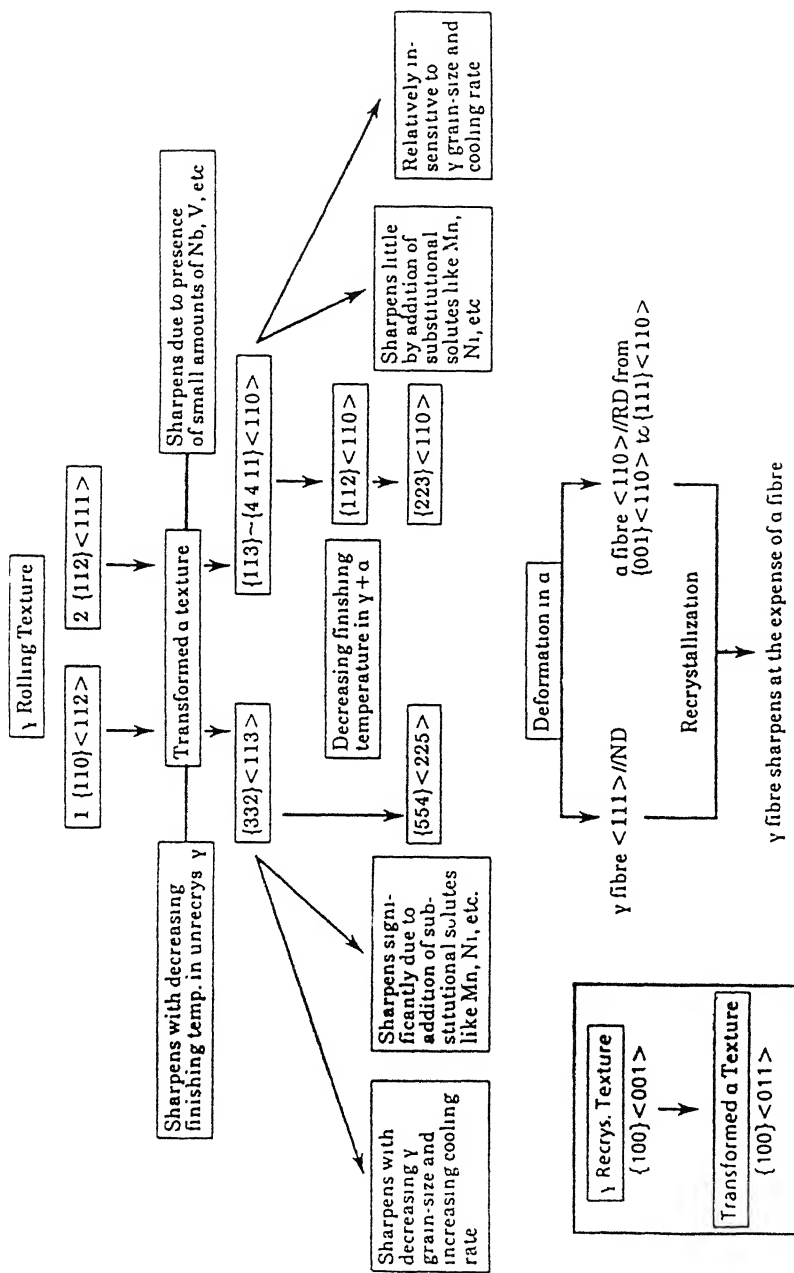 γ Rolling Texture
1 {110}<112>
2 {112}<111>
Sharpens with decreasing
finishing temp. in unrecrys γ
Transformed α texture
Sharpens due to presence
of small amounts of Nb, V, etc
{332}<113>
{113}~{4 4 11}<110>
Decreasing finishing
temperature in γ+α
{112}<110>
{554}<225>
{223}<110>
Sharpens with
decreasing γ
grain-size and
increasing cooling
rate
Sharpens signi-
ficantly due to
addition of sub-
stitutional solutes
like Mn, Ni, etc.
Sharpens little
by addition of
substitutional
solutes like Mn,
Ni, etc
Relatively in-
sensitive to
γ grain-size and
cooling rate
γ Recrys. Texture
{100}<001>
Transformed α Texture
{100}<011>
Deformation in α
γ fibre <111>//ND
α fibre <110>//RD from
{001}<110> to {111}<110>
Recrystallization
γ fibre sharpens at the expense of α fibre